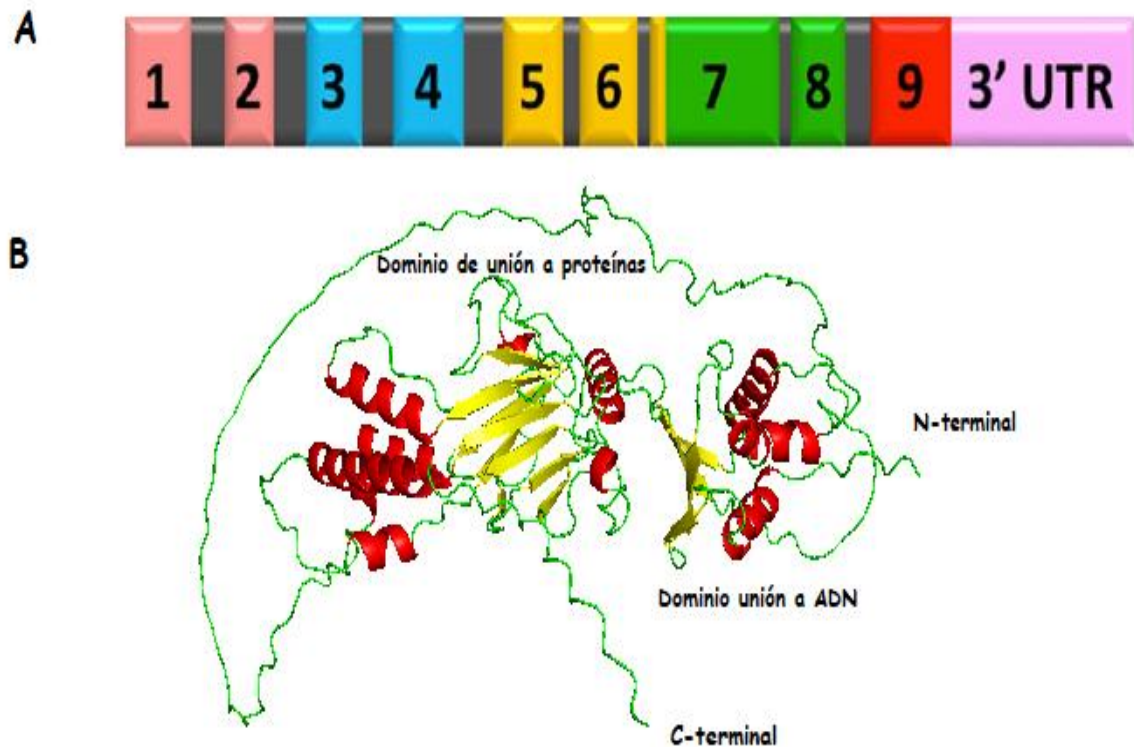 A
1 2 3 4 5 6 7 8 9 3’ UTR
B
Dominio de unión a proteínas
N-terminal
Dominio unión a ADN
C-terminal